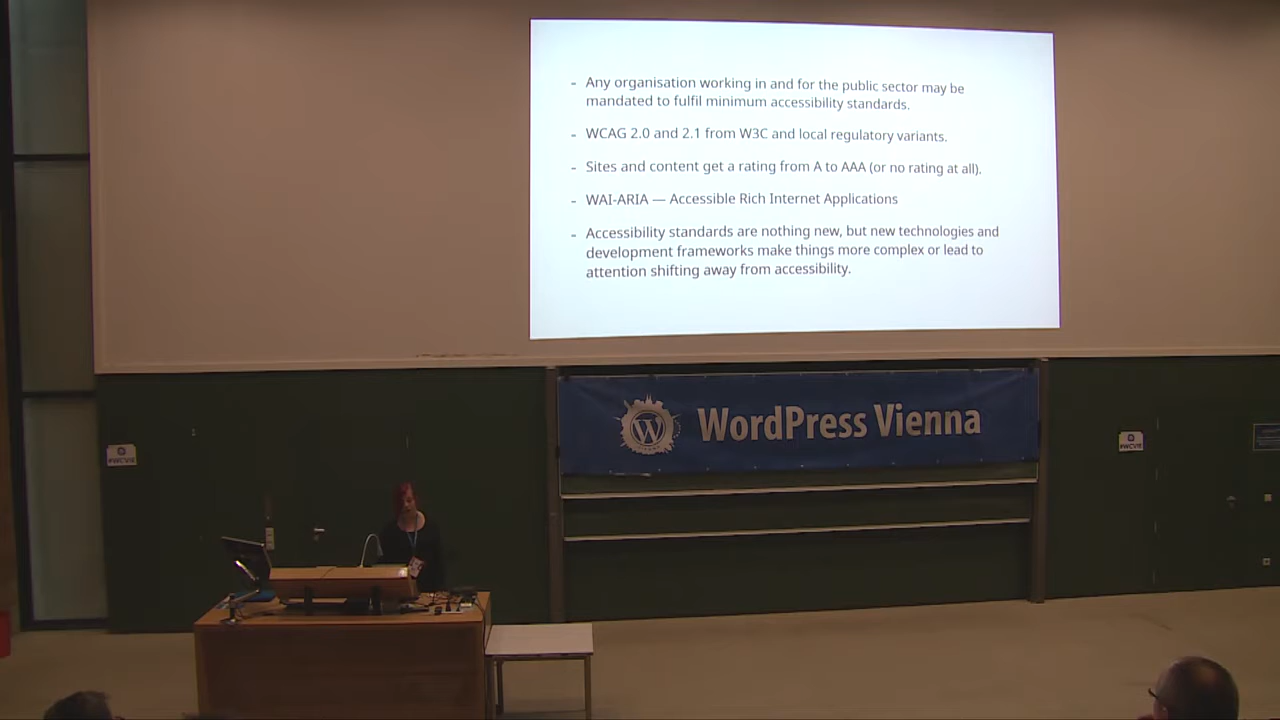 - Any organisation working in and for the public sector may be
mandated to fulfil minimum accessibility standards.
- WCAG 2.0 and 2.1 from W3C and local regulatory variants.
- Sites and content get a rating from A to AAA (or no rating at all).
- WAI-ARIA — Accessible Rich Internet Applications
- Accessibility standards are nothing new, but new technologies and
development frameworks make things more complex or lead to
attention shifting away from accessibility.
WordPress Vienna
#WCVIE
#WCVIE